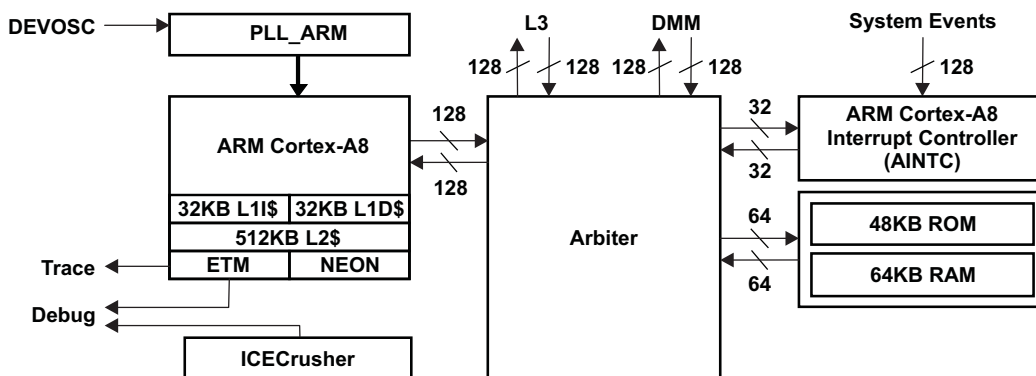 DEVOSC
PLL_ARM
L3
DMM
System Events
128
128
128
128
128
ARM Cortex-A8
128
128
32
32
ARM Cortex-A8
Interrupt Controller
(AINTC)
32KB L1I$
32KB L1D$
512KB L2$
ETM
NEON
Arbiter
64
64
48KB ROM
64KB RAM
Trace
Debug
ICECrusher